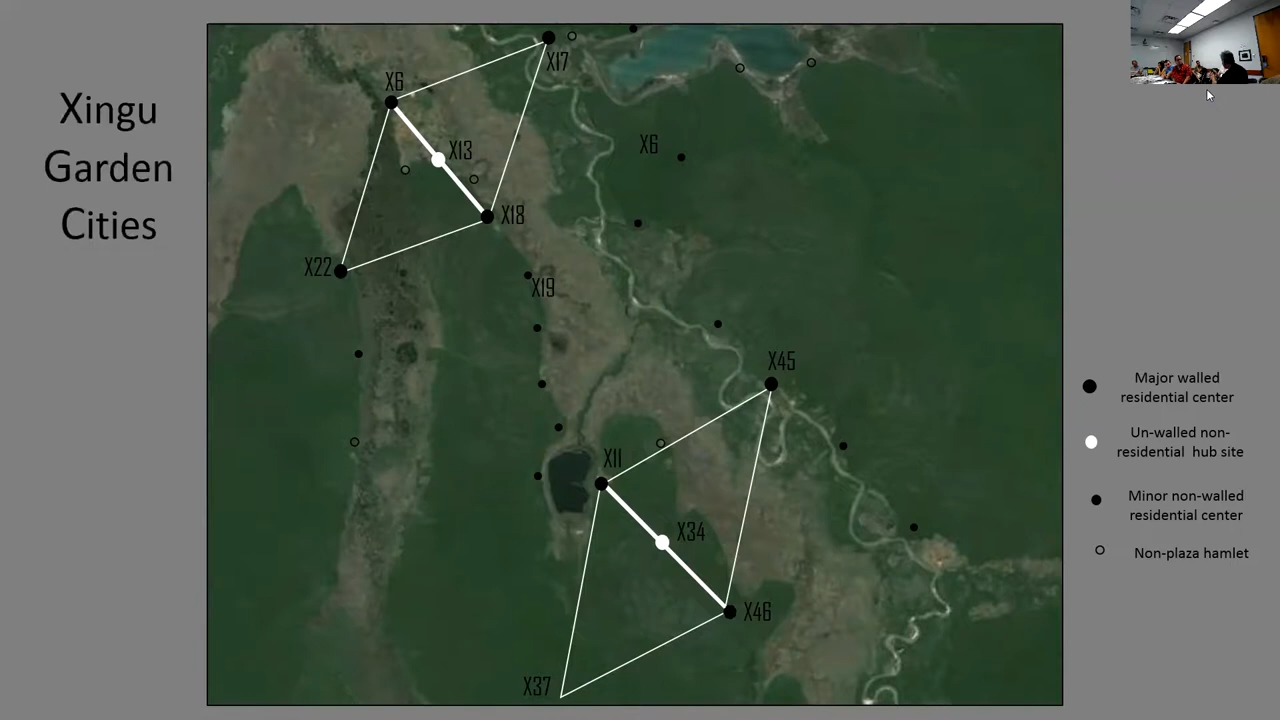 Xingu
Garden
Cities
X17
X6
X6
X13
X18
X22
X19
X45
X11
X34
X46
X37
Major walled
residential center
Un-walled non-
residential hub site
Minor non-walled
residential center
Non-plaza hamlet